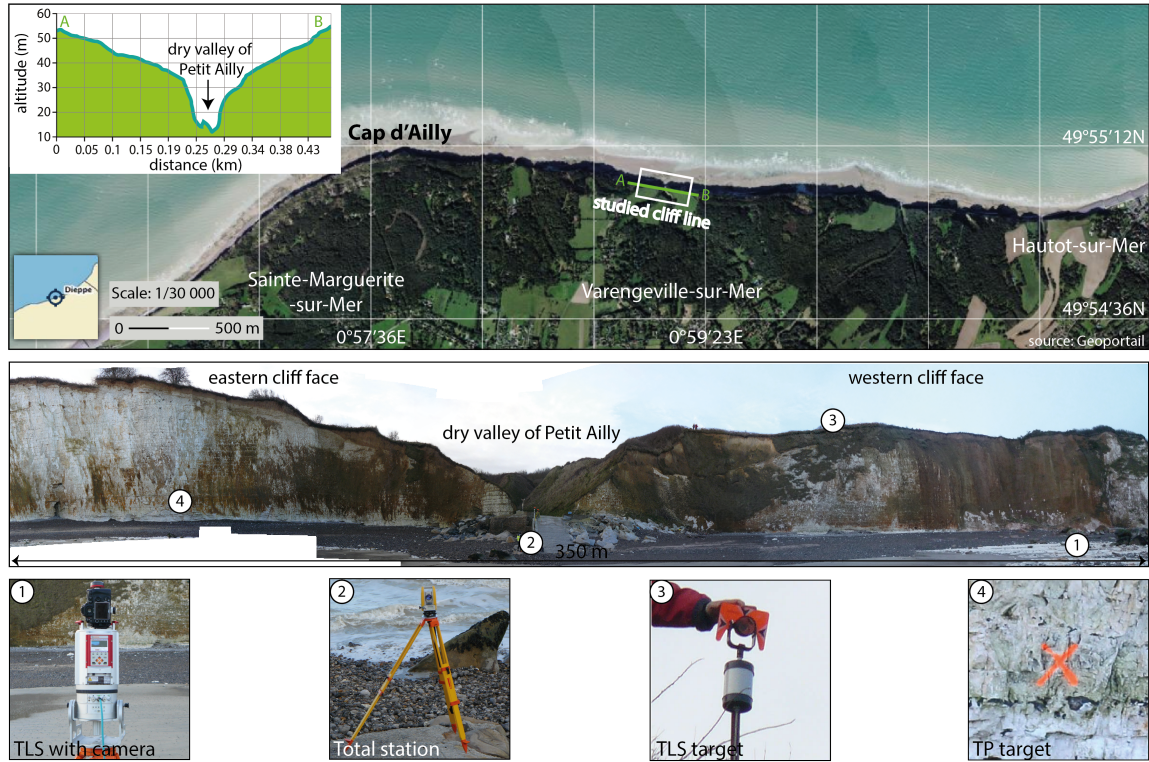 60
50
40
30
20
10
altitude (m)
A
B
dry valley of
Petit Ailly
0
0.05
0.1
0.15
0.19
0.25
0.29
0.34
0.38
0.43
distance (km)
Cap d'Ailly
49°55'12N
A
B
studied cliff line
Hautot-sur-Mer
Sainte-Marguerite
-sur-Mer
Varengeville-sur-Mer
Dieppe
Scale: 1/30 000
0
500 m
49°54'36N
0°57'36E
0°59'23E
source: Geoportail
eastern cliff face
western cliff face
dry valley of Petit Ailly
3
4
2
1
350 m
1
TLS with camera
2
Total station
3
TLS target
4
TP target